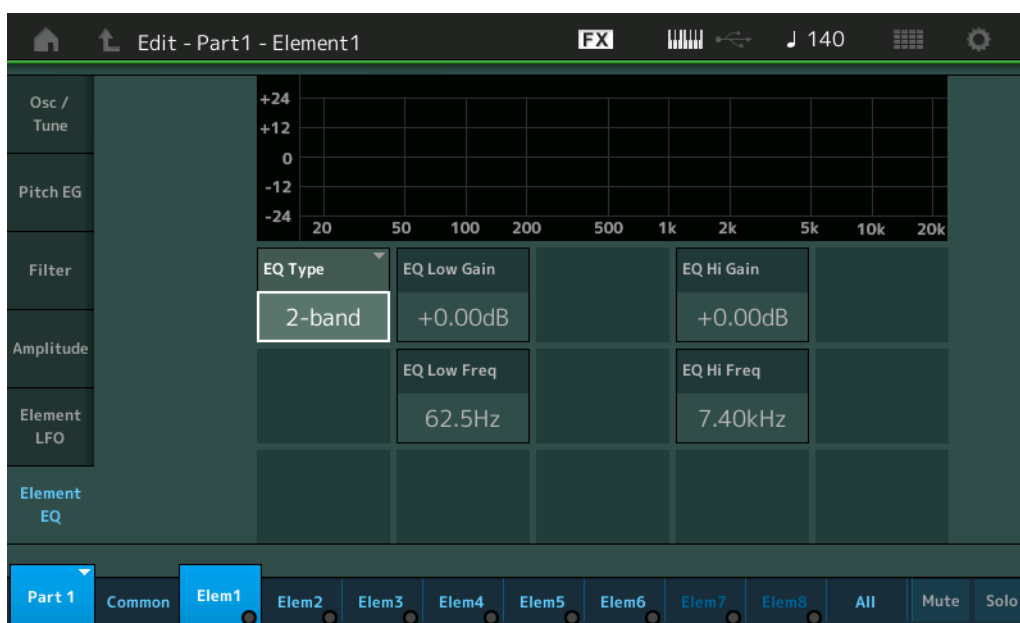 Edit - Part1 - Element1
FX
♩ 140
Osc /
Tune
Pitch EG
Filter
Amplitude
Element
LFO
Element
EQ
+24
+12
0
-12
-24
20 50 100 200 500 1k 2k 5k 10k 20k
EQ Type
2-band
EQ Low Gain
+0.00dB
EQ Hi Gain
+0.00dB
EQ Low Freq
62.5Hz
EQ Hi Freq
7.40kHz
Part 1 Common Elem1 Elem2 Elem3 Elem4 Elem5 Elem6 Elem7 Elem8 All Mute Solo